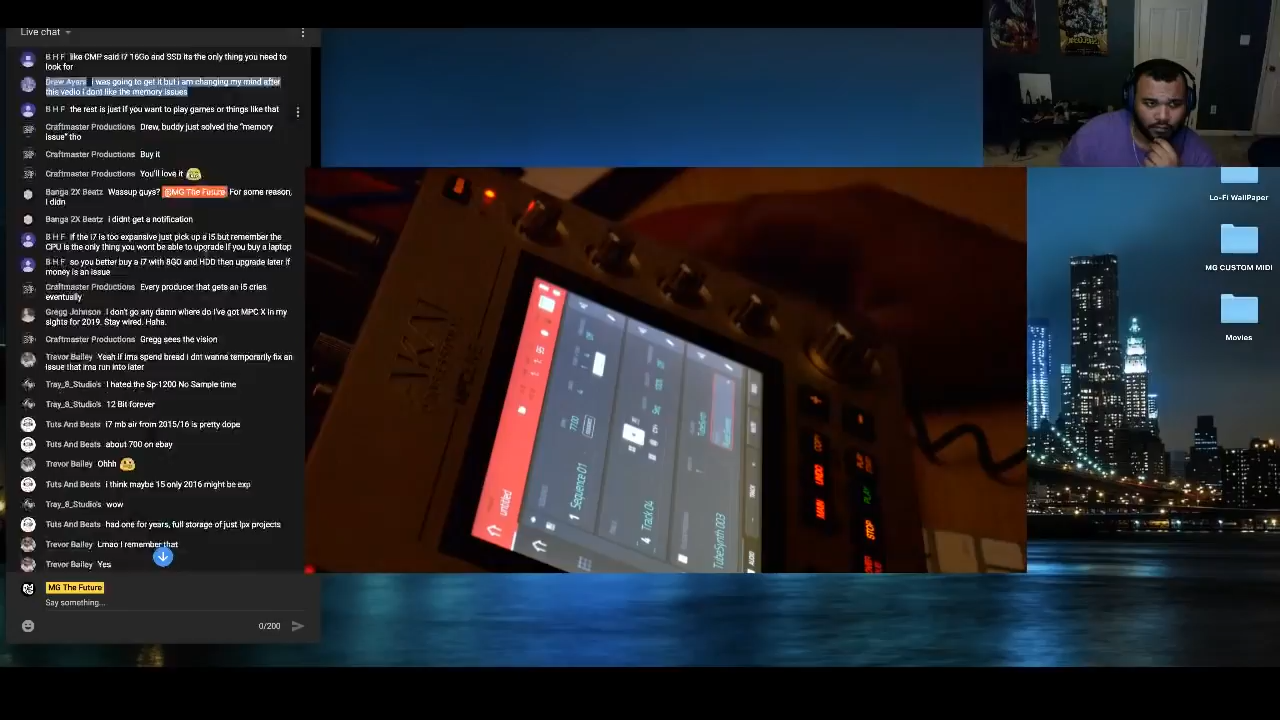 Live chat
B H F like CMP said I7 16Go and SSD its the only thing you need to
look for
Drew Ayars i was going to get it but i am changing my mind after
this vedio i dont like the memory issues
B H F the rest is just if you want to play games or things like that
Craftmaster Productions Drew, buddy just solved the "memory
issue" tho
Craftmaster Productions Buy it
Craftmaster Productions You'll love it
Banga 2X Beatz Wassup guys? @MG The Future For some reason,
I didn
Banga 2X Beatz i didnt get a notification
B H F If the i7 is too expansive just pick up a I5 but remember the
CPU is the only thing you wont be able to upgrade if you buy a laptop
B H F so you better buy a i7 with 8GO and HDD then upgrade later if
money is an issue
Craftmaster Productions Every producer that gets an i5 cries
eventually
Gregg Johnson I don't go any damn where do I've got MPC X in my
sights for 2019. Stay wired. Haha.
Craftmaster Productions Gregg sees the vision
Trevor Bailey Yeah if ima spend bread I dnt wanna temporarily fix an
issue that ima run into later
Tray_8_Studio's I hated the Sp-1200 No Sample time
Tray_8_Studio's 12 Bit forever
Tuts And Beats i7 mb air from 2015/16 is pretty dope
Tuts And Beats about 700 on ebay
Trevor Bailey Ohhh
Tuts And Beats i think maybe 15 only 2016 might be exp
Tray_8_Studio's wow
Tuts And Beats had one for years, full storage of just lpx projects
Trevor Bailey Lmao I remember that
Trevor Bailey Yes
MG The Future
Say something...
0/200
AKAI
untitled
1 Sequence 01
4 Track 04
TubeSynth 003
MAIN UNDO COPY
STOP PLAY
Lo-Fi WallPaper
MG CUSTOM MIDI
Movies